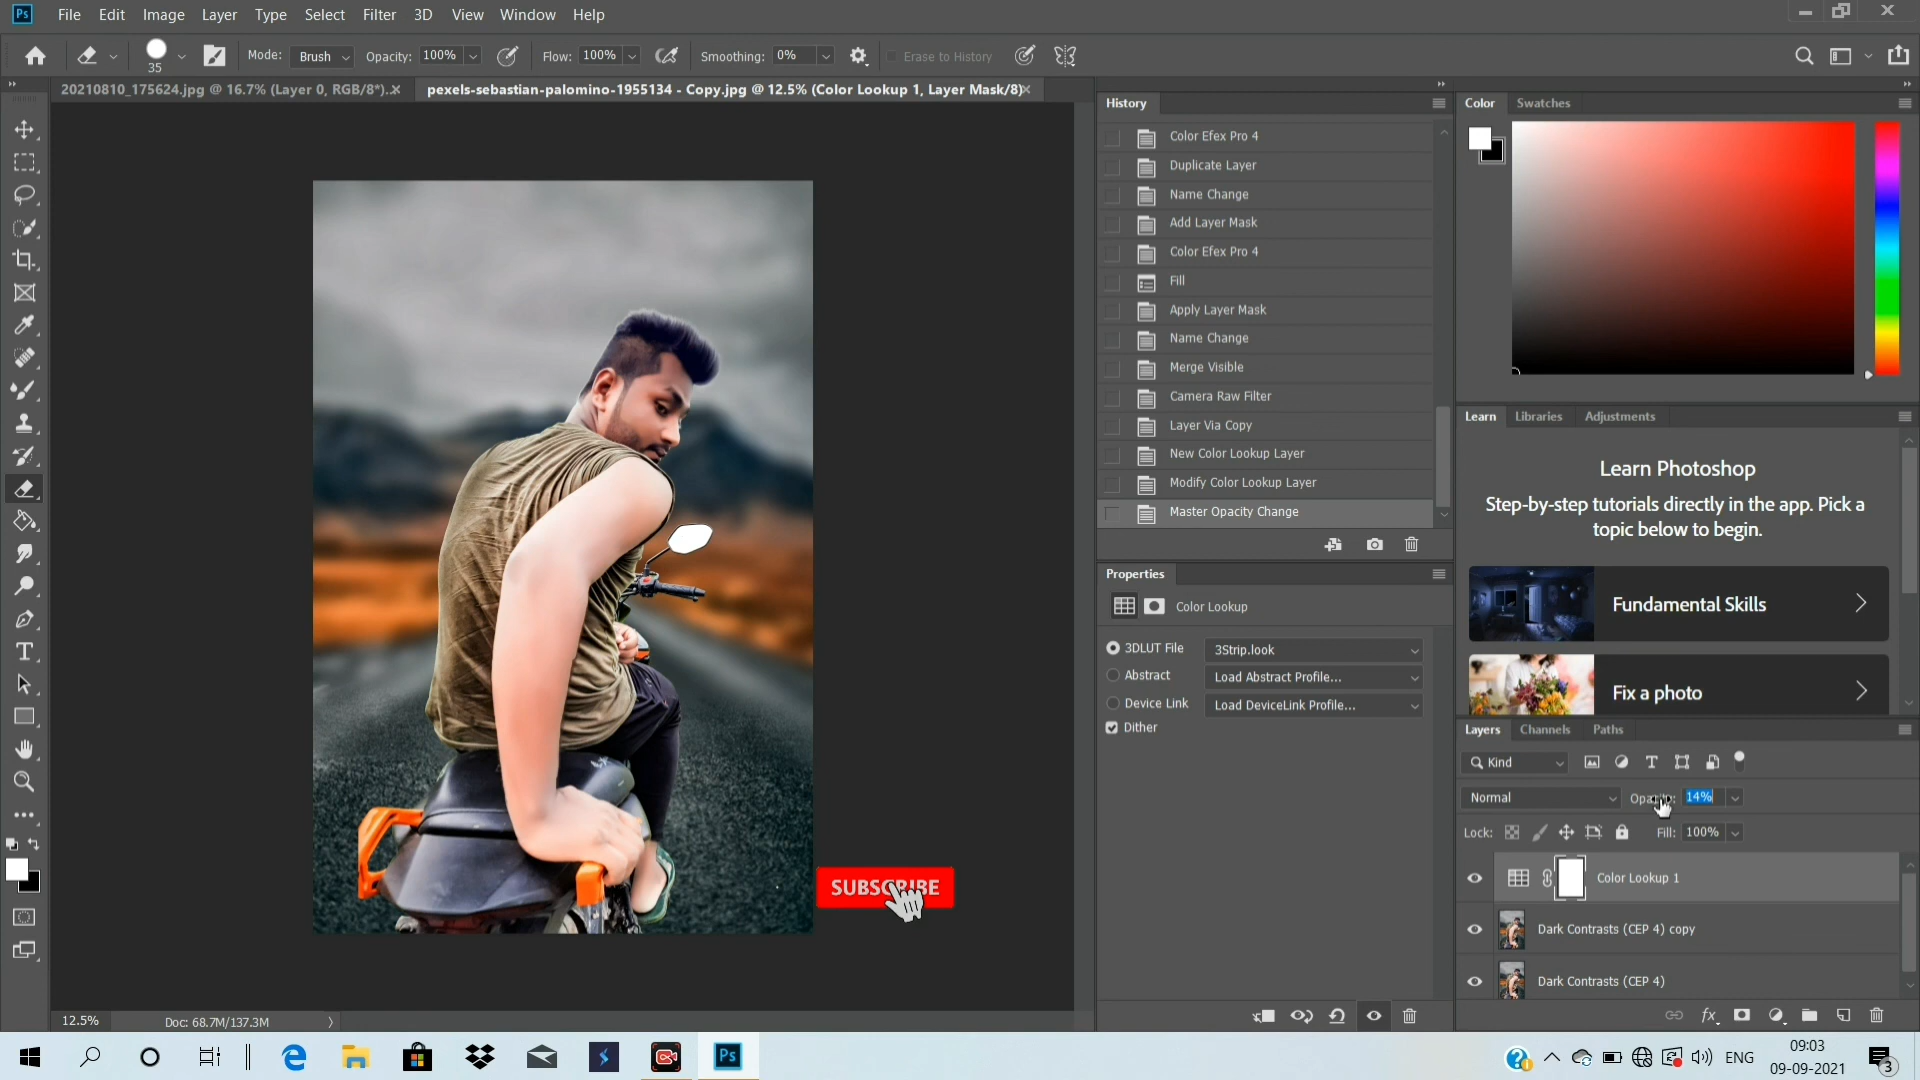 Ps File Edit Image Layer Type Select Filter 3D View Window Help
35 Mode: Brush Opacity: 100% Flow: 100% Smoothing: 0% Erase to History
20210810_175624.jpg @ 16.7% (Layer 0, RGB/8*)...
pexels-sebastian-palomino-1955134 - Copy.jpg @ 12.5% (Color Lookup 1, Layer Mask/8)
History
Color Efex Pro 4
Duplicate Layer
Name Change
Add Layer Mask
Color Efex Pro 4
Fill
Apply Layer Mask
Name Change
Merge Visible
Camera Raw Filter
Layer Via Copy
New Color Lookup Layer
Modify Color Lookup Layer
Master Opacity Change
Properties
Color Lookup
3DLUT File 3Strip.look
Abstract Load Abstract Profile...
Device Link Load DeviceLink Profile...
Dither
Color Swatches
Learn Libraries Adjustments
Learn Photoshop
Step-by-step tutorials directly in the app. Pick a
topic below to begin.
Fundamental Skills
Fix a photo
Layers Channels Paths
Kind
Normal Opacity: 14%
Lock: Fill: 100%
Color Lookup 1
Dark Contrasts (CEP 4) copy
Dark Contrasts (CEP 4)
fx
SUBSCRIBE
12.5% Doc: 68.7M/137.3M
Ps
ENG
09:03
09-09-2021
3